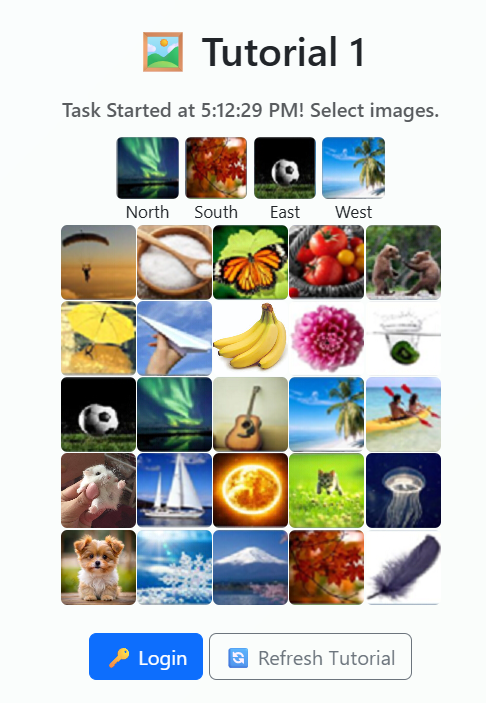 Tutorial 1
Task Started at 5:12:29 PM! Select images.
North South East West
Login Refresh Tutorial